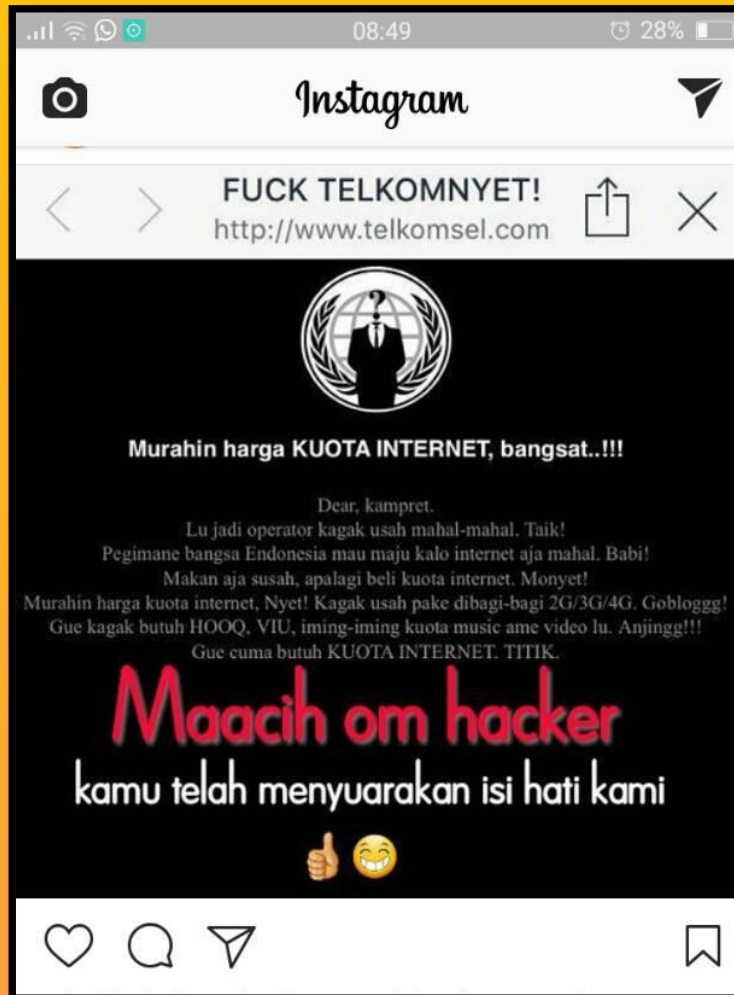 08:49
28%
Instagram
FUCK TELKOMNYET!
http://www.telkomsel.com
?
Murahin harga KUOTA INTERNET, bangsat..!!!
Dear, kampret.
Lu jadi operator kagak usah mahal-mahal. Taik!
Pegimane bangsa Endonesia mau maju kalo internet aja mahal. Babi!
Makan aja susah, apalagi beli kuota internet. Monyet!
Murahin harga kuota internet, Nyet! Kagak usah pake dibagi-bagi 2G/3G/4G. Gobloggg!
Gue kagak butuh HOOQ, VIU, iming-iming kuota music ame video lu. Anjingg!!!
Gue cuma butuh KUOTA INTERNET. TITIK.
Maacih om hacker
kamu telah menyuarakan isi hati kami